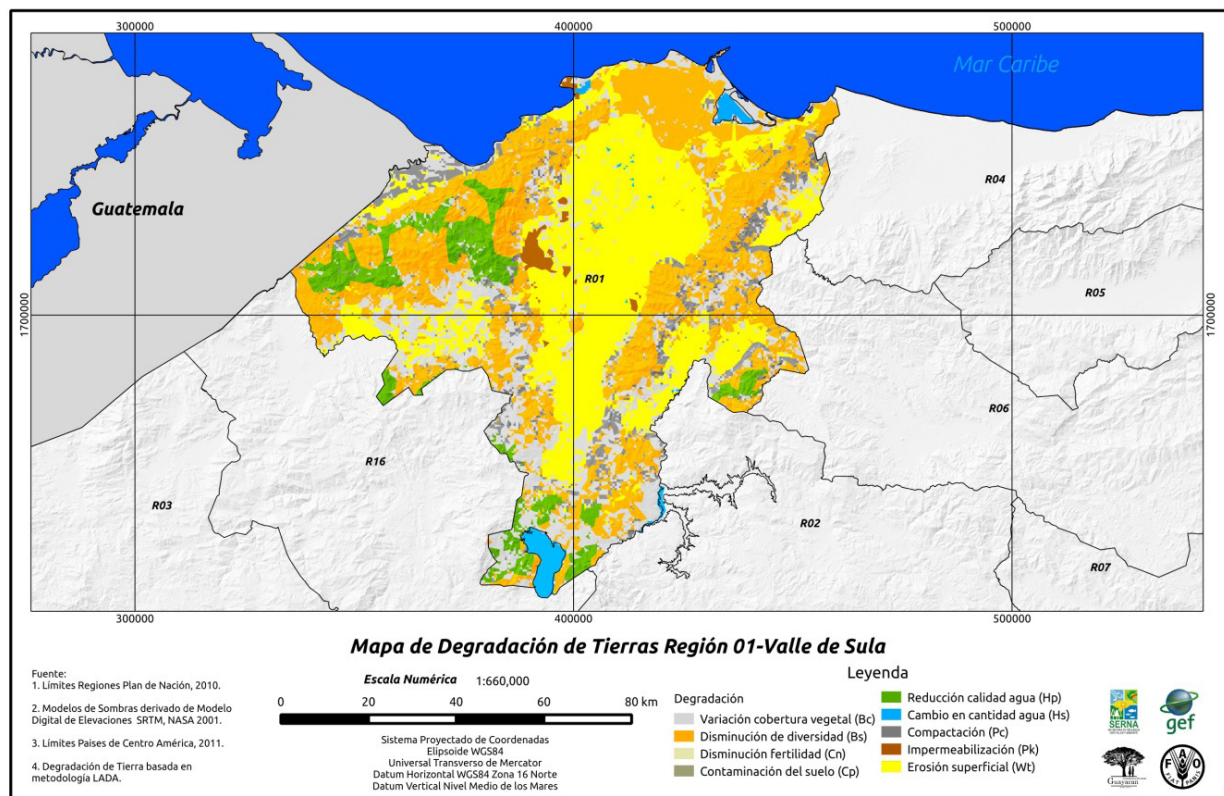 300000
400000
500000
Mar Caribe
R04
Guatemala
R01
R05
1700000
1700000
R06
R16
R03
R02
R07
300000
400000
500000
Mapa de Degradación de Tierras Región 01-Valle de Sula
Fuente:
1. Límites Regiones Plan de Nación, 2010.
2. Modelos de Sombras derivado de Modelo
Digital de Elevaciones SRTM, NASA 2001.
3. Límites Paises de Centro América, 2011.
4. Degradación de Tierra basada en
metodología LADA.
Escala Numérica 1:660,000
0 20 40 60 80 km
Sistema Proyectado de Coordenadas
Elipsoide WGS84
Universal Transverso de Mercator
Datum Horizontal WGS84 Zona 16 Norte
Datum Vertical Nivel Medio de los Mares
Leyenda
Degradación
Variación cobertura vegetal (Bc)
Disminución de diversidad (Bs)
Disminución fertilidad (Cn)
Contaminación del suelo (Cp)
Reducción calidad agua (Hp)
Cambio en cantidad agua (Hs)
Compactación (Pc)
Impermeabilización (Pk)
Erosión superficial (Wt)
SERNA
gef
Guayacán
FAO
FIAT PANIS